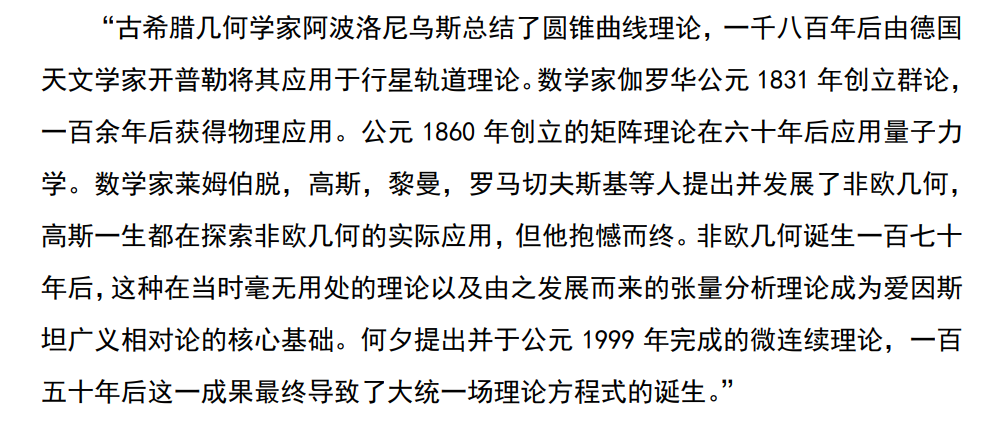 “古希腊几何学家阿波洛尼乌斯总结了圆锥曲线理论，一千八百年后由德国
天文学家开普勒将其应用于行星轨道理论。数学家伽罗华公元 1831 年创立群论，
一百余年后获得物理应用。公元 1860 年创立的矩阵理论在六十年后应用量子力
学。数学家莱姆伯脱，高斯，黎曼，罗马切夫斯基等人提出并发展了非欧几何，
高斯一生都在探索非欧几何的实际应用，但他抱憾而终。非欧几何诞生一百七十
年后，这种在当时毫无用处的理论以及由之发展而来的张量分析理论成为爱因斯
坦广义相对论的核心基础。何夕提出并于公元 1999 年完成的微连续理论，一百
五十年后这一成果最终导致了大统一场理论方程式的诞生。”